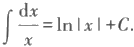 ∫ dx/x = ln | x | + C.